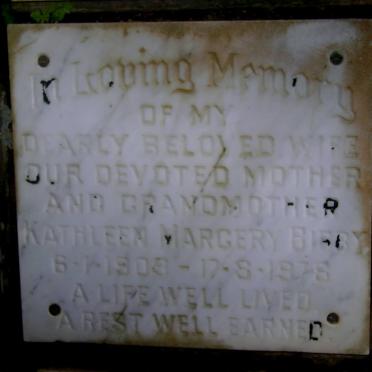 In Loving Memory
OF MY
DEARLY BELOVED WIFE
OUR DEVOTED MOTHER
AND GRANDMOTHER
KATHLEEN MARGERY
A LIFE WELL LIVED
A REST WELL EARNED